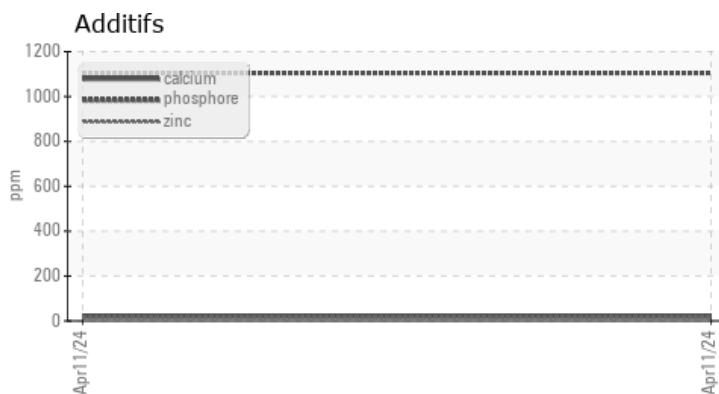 Additifs
1200
1000
800
600
400
200
0
ppm
calcium
phosphore
zinc
Apr11/24
Apr11/24